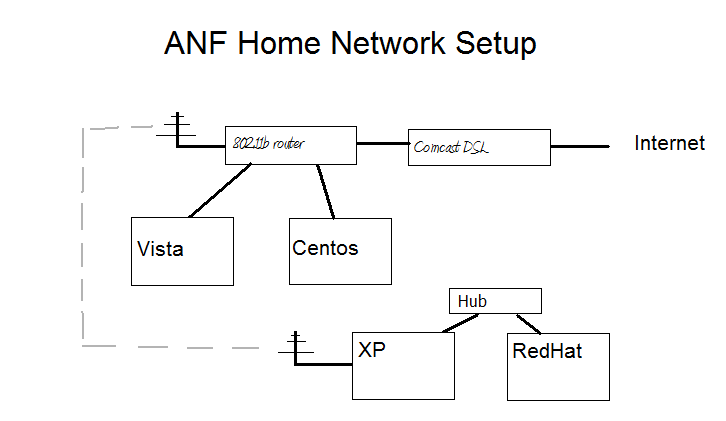 ANF Home Network Setup
802.11b router
Comcast DSL
Internet
Vista
Centos
Hub
XP
RedHat